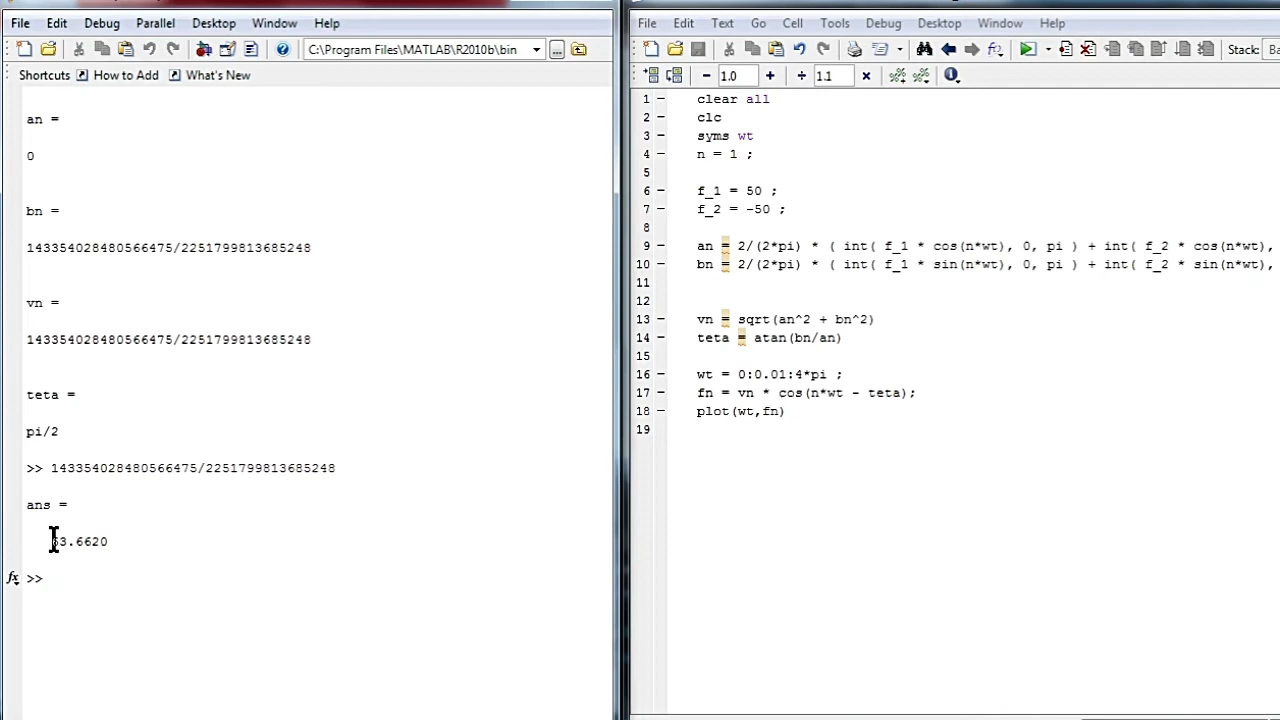 File Edit Debug Parallel Desktop Window Help
C:\Program Files\MATLAB\R2010b\bin
Shortcuts How to Add What's New
an =
0
bn =
143354028480566475/2251799813685248
vn =
143354028480566475/2251799813685248
teta =
pi/2
>> 143354028480566475/2251799813685248
ans =
63.6620
fx >>
File Edit Text Go Cell Tools Debug Desktop Window Help
Stack:
− 1.0 + ÷ 1.1 ×
1 − clear all
2 − clc
3 − syms wt
4 − n = 1 ;
5
6 − f_1 = 50 ;
7 − f_2 = -50 ;
8
9 − an = 2/(2*pi) * ( int( f_1 * cos(n*wt), 0, pi ) + int( f_2 * cos(n*wt),
10 − bn = 2/(2*pi) * ( int( f_1 * sin(n*wt), 0, pi ) + int( f_2 * sin(n*wt),
11
12
13 − vn = sqrt(an^2 + bn^2)
14 − teta = atan(bn/an)
15
16 − wt = 0:0.01:4*pi ;
17 − fn = vn * cos(n*wt - teta);
18 − plot(wt,fn)
19